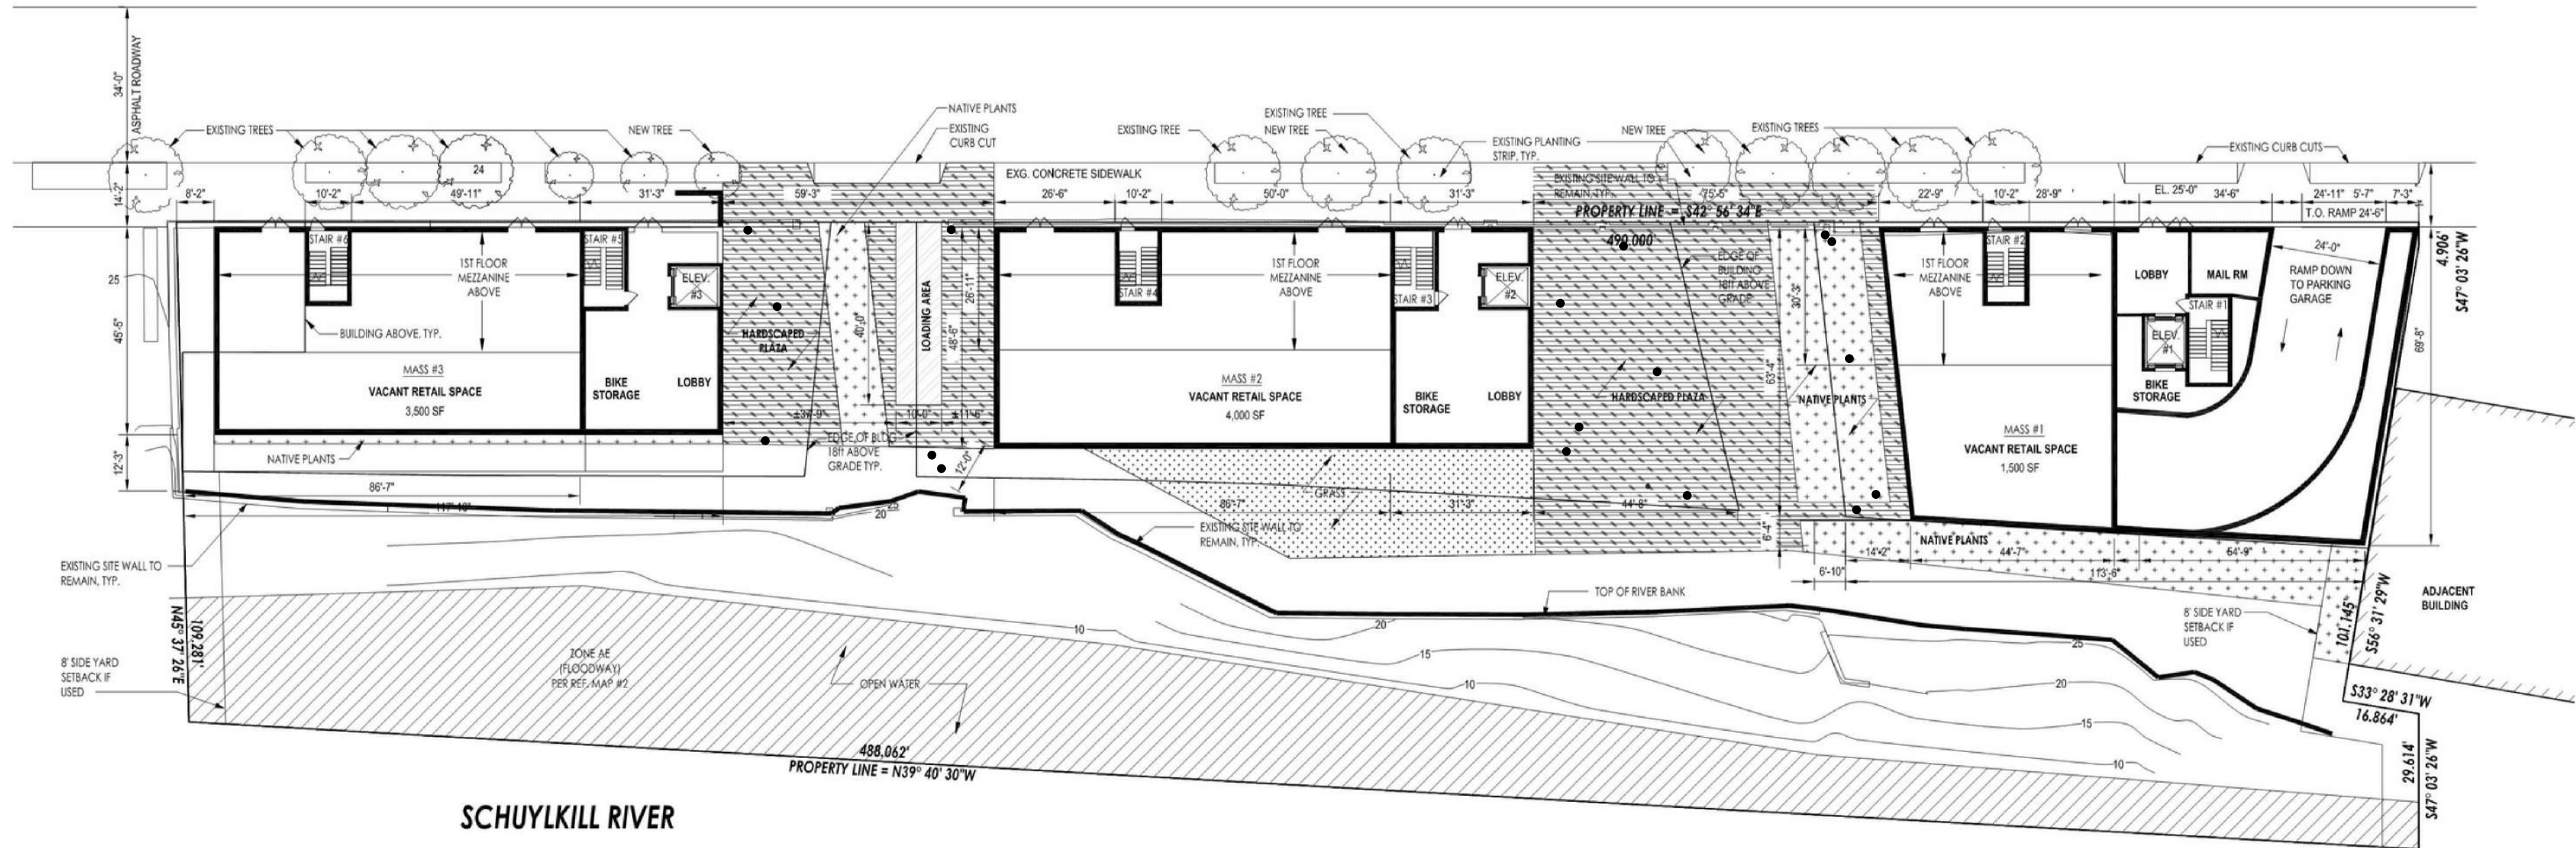 34'-0"
ASPHALT ROADWAY
NATIVE PLANTS
EXISTING
CURB CUT
EXISTING TREES
NEW TREE
EXISTING TREE
EXISTING TREE
NEW TREE
EXISTING PLANTING
STRIP, TYP.
NEW TREE
EXISTING TREES
EXISTING CURB CUTS
24
EXG. CONCRETE SIDEWALK
EXISTING SITE WALL TO
REMAIN, TYP.
14'-2"
8'-2"
10'-2"
49'-11"
31'-3"
59'-3"
26'-6"
10'-2"
50'-0"
31'-3"
75'-5"
22'-9"
10'-2"
28'-9"
EL. 25'-0"
34'-6"
24'-11"
5'-7"
7'-3"
T.O. RAMP 24'-6"
PROPERTY LINE = S42° 56' 34"E
490.000'
4.906'
S47° 03' 26"W
STAIR #6
STAIR #5
1ST FLOOR
MEZZANINE
ABOVE
ELEV.
#3
25
45'-5"
BUILDING ABOVE, TYP.
MASS #3
VACANT RETAIL SPACE
3,500 SF
BIKE
STORAGE
LOBBY
HARDSCAPED
PLAZA
40'-0"
LOADING AREA
26'-11"
48'-6"
±37'-9"
10'-0"
±11'-6"
EDGE OF BLDG
18ft ABOVE
GRADE TYP.
12'-0"
STAIR #4
1ST FLOOR
MEZZANINE
ABOVE
STAIR #3
ELEV.
#2
MASS #2
VACANT RETAIL SPACE
4,000 SF
BIKE
STORAGE
LOBBY
EDGE OF
BUILDING
18ft ABOVE
GRADE
30'-3"
63'-4"
HARDSCAPED PLAZA
NATIVE PLANTS
1ST FLOOR
MEZZANINE
ABOVE
STAIR #2
LOBBY
MAIL RM
STAIR #1
ELEV.
#1
BIKE
STORAGE
24'-0"
RAMP DOWN
TO PARKING
GARAGE
69'-8"
MASS #1
VACANT RETAIL SPACE
1,500 SF
12'-3"
NATIVE PLANTS
86'-7"
117'-10"
25
20
GRASS
86'-7"
31'-3"
44'-8"
6'-4"
EXISTING SITE WALL TO
REMAIN, TYP.
NATIVE PLANTS
14'-2"
44'-7"
54'-9"
6'-10"
113'-6"
EXISTING SITE WALL TO
REMAIN, TYP.
TOP OF RIVER BANK
ADJACENT
BUILDING
8' SIDE YARD
SETBACK IF
USED
101.145'
S56° 31' 29"W
109.281'
N45° 37' 26"E
10
20
15
10
25
20
15
10
ZONE AE
(FLOODWAY)
PER REF. MAP #2
OPEN WATER
8' SIDE YARD
SETBACK IF
USED
S33° 28' 31"W
16.864'
29.614'
S47° 03' 26"W
488.062'
PROPERTY LINE = N39° 40' 30"W
SCHUYLKILL RIVER